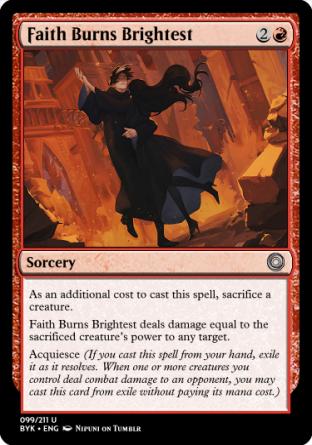 Faith Burns Brightest 2
Sorcery
As an additional cost to cast this spell, sacrifice a
creature.
Faith Burns Brightest deals damage equal to the
sacrificed creature's power to any target.
Acquiesce (If you cast this spell from your hand, exile
it as it resolves. When one or more creatures you
control deal combat damage to an opponent, you may
cast this card from exile without paying its mana cost.)
099/211 U
BYK • ENG Nipuni on Tumblr